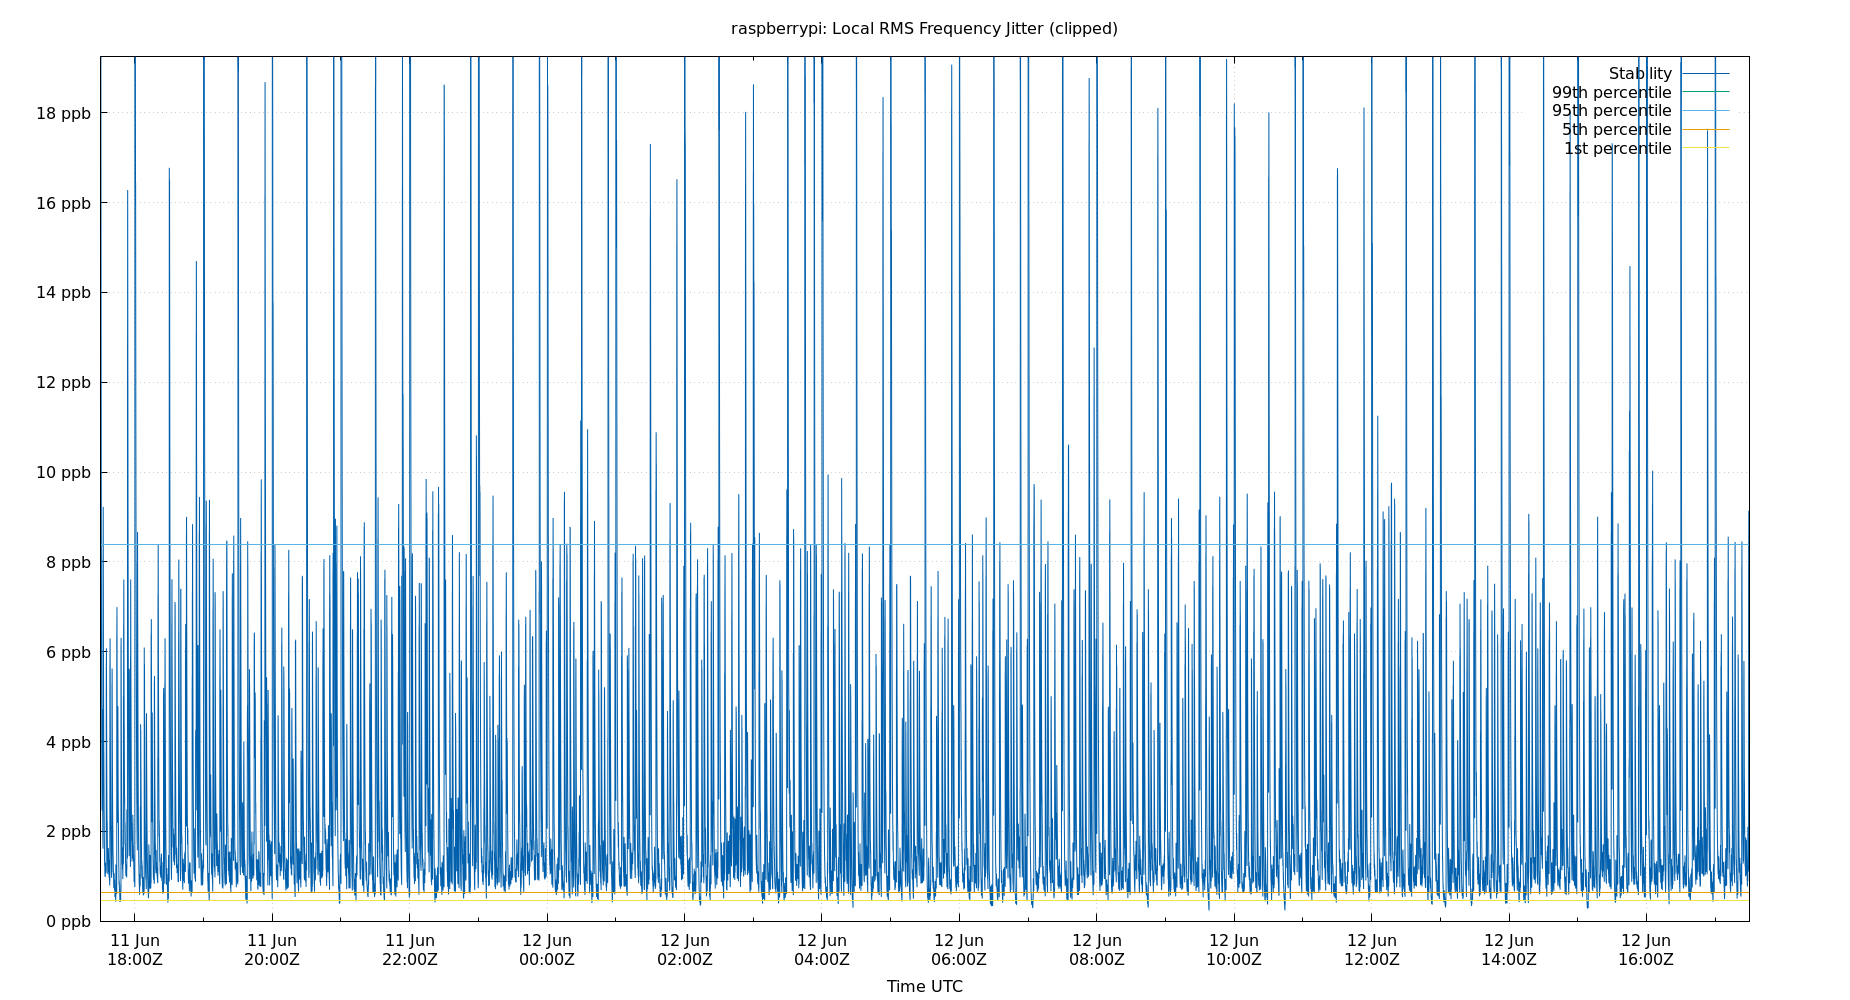 raspberrypi: Local RMS Frequency Jitter (clipped)
Stability
99th percentile
95th percentile
5th percentile
1st percentile
18 ppb
16 ppb
14 ppb
12 ppb
10 ppb
8 ppb
6 ppb
4 ppb
2 ppb
0 ppb
11 Jun 11 Jun 11 Jun 12 Jun 12 Jun 12 Jun 12 Jun 12 Jun 12 Jun 12 Jun 12 Jun 12 Jun
18:00Z 20:00Z 22:00Z 00:00Z 02:00Z 04:00Z 06:00Z 08:00Z 10:00Z 12:00Z 14:00Z 16:00Z
Time UTC